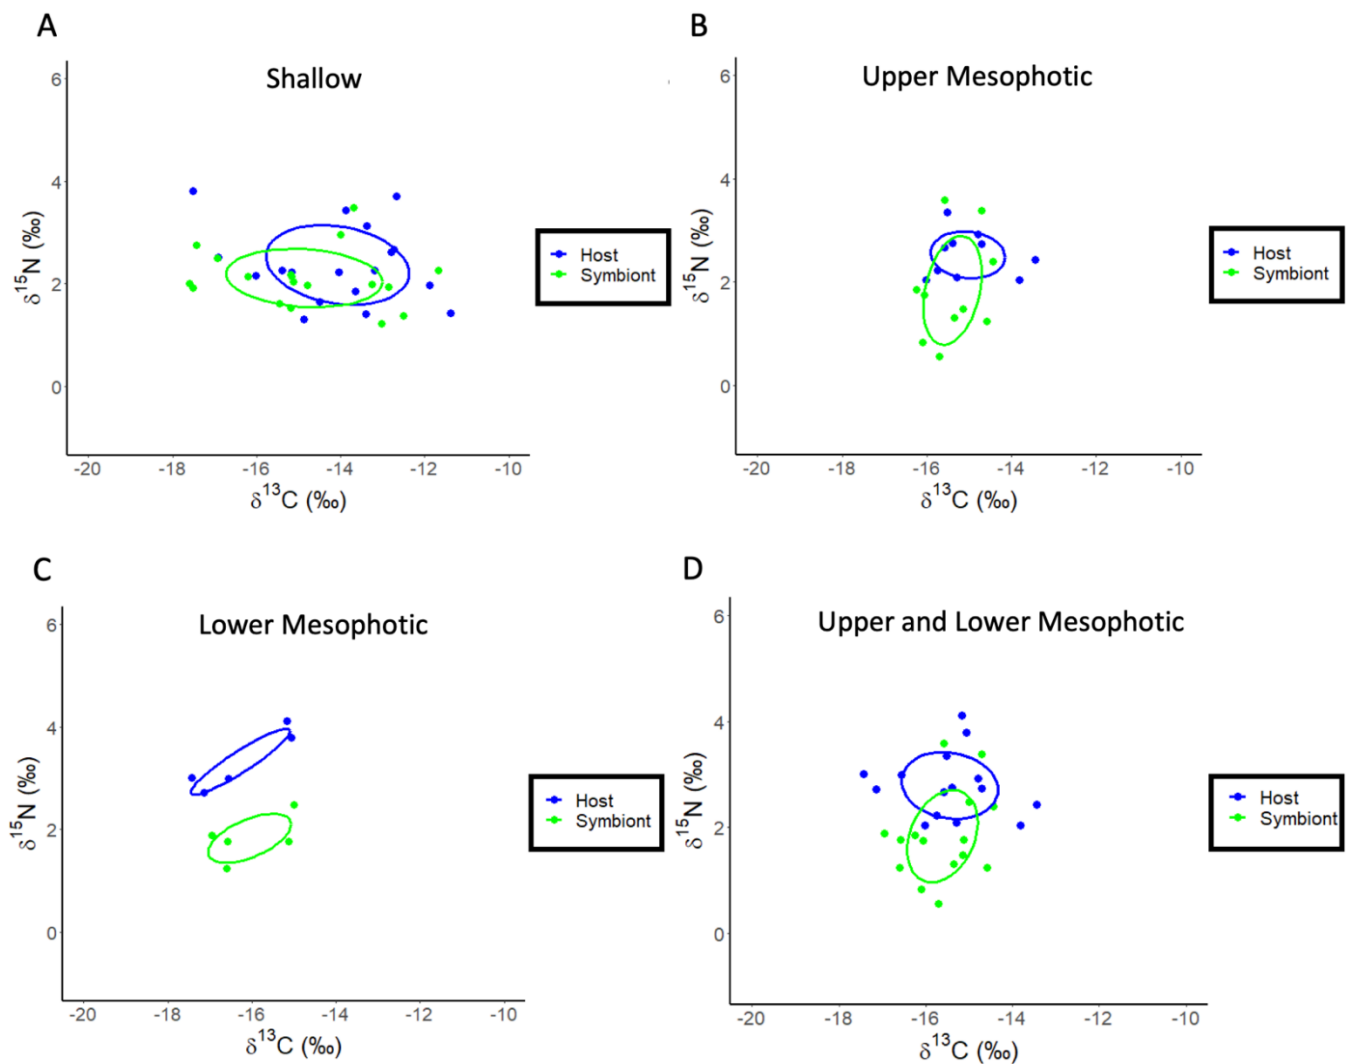 A
Shallow
6
4
2
0
δ15N (‰)
-20 -18 -16 -14 -12 -10
δ13C (‰)
Host
Symbiont
B
Upper Mesophotic
6
4
2
0
δ15N (‰)
-20 -18 -16 -14 -12 -10
δ13C (‰)
Host
Symbiont
C
Lower Mesophotic
6
4
2
0
δ15N (‰)
-20 -18 -16 -14 -12 -10
δ13C (‰)
Host
Symbiont
D
Upper and Lower Mesophotic
6
4
2
0
δ15N (‰)
-20 -18 -16 -14 -12 -10
δ13C (‰)
Host
Symbiont